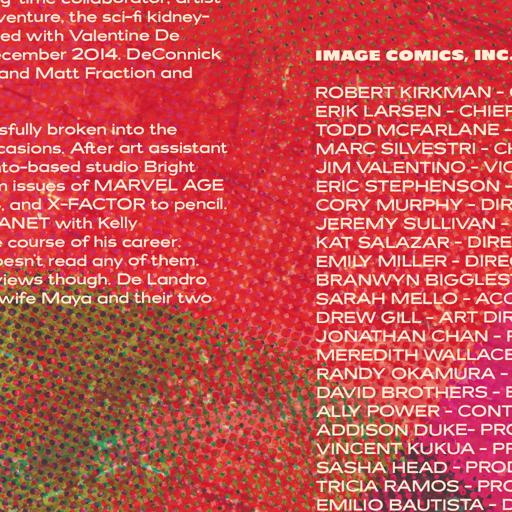 venture, the sci-fi kidney-
ed with Valentine De
ecember 2014. DeConnick
and Matt Fraction and
sfully broken into the
casions. After art assistant
nto-based studio Bright
issues of MARVEL AGE
and X-FACTOR to pencil.
ANET with Kelly
course of his career.
doesn't read any of them.
views though. De Landro
wife Maya and their two
IMAGE COMICS, INC.
ROBERT KIRKMAN -
ERIK LARSEN - CHIEF
TODD MCFARLANE -
MARC SILVESTRI - CH
JIM VALENTINO - VIC
ERIC STEPHENSON -
CORY MURPHY - DIR
JEREMY SULLIVAN -
KAT SALAZAR - DIRE
EMILY MILLER - DIREC
BRANWYN BIGGLEST
SARAH MELLO - ACC
DREW GILL - ART DIR
JONATHAN CHAN - P
MEREDITH WALLACE
RANDY OKAMURA -
DAVID BROTHERS - B
ALLY POWER - CONT
ADDISON DUKE- PRO
VINCENT KUKUA - PR
SASHA HEAD - PROD
TRICIA RAMOS - PRO
EMILIO BAUTISTA - D